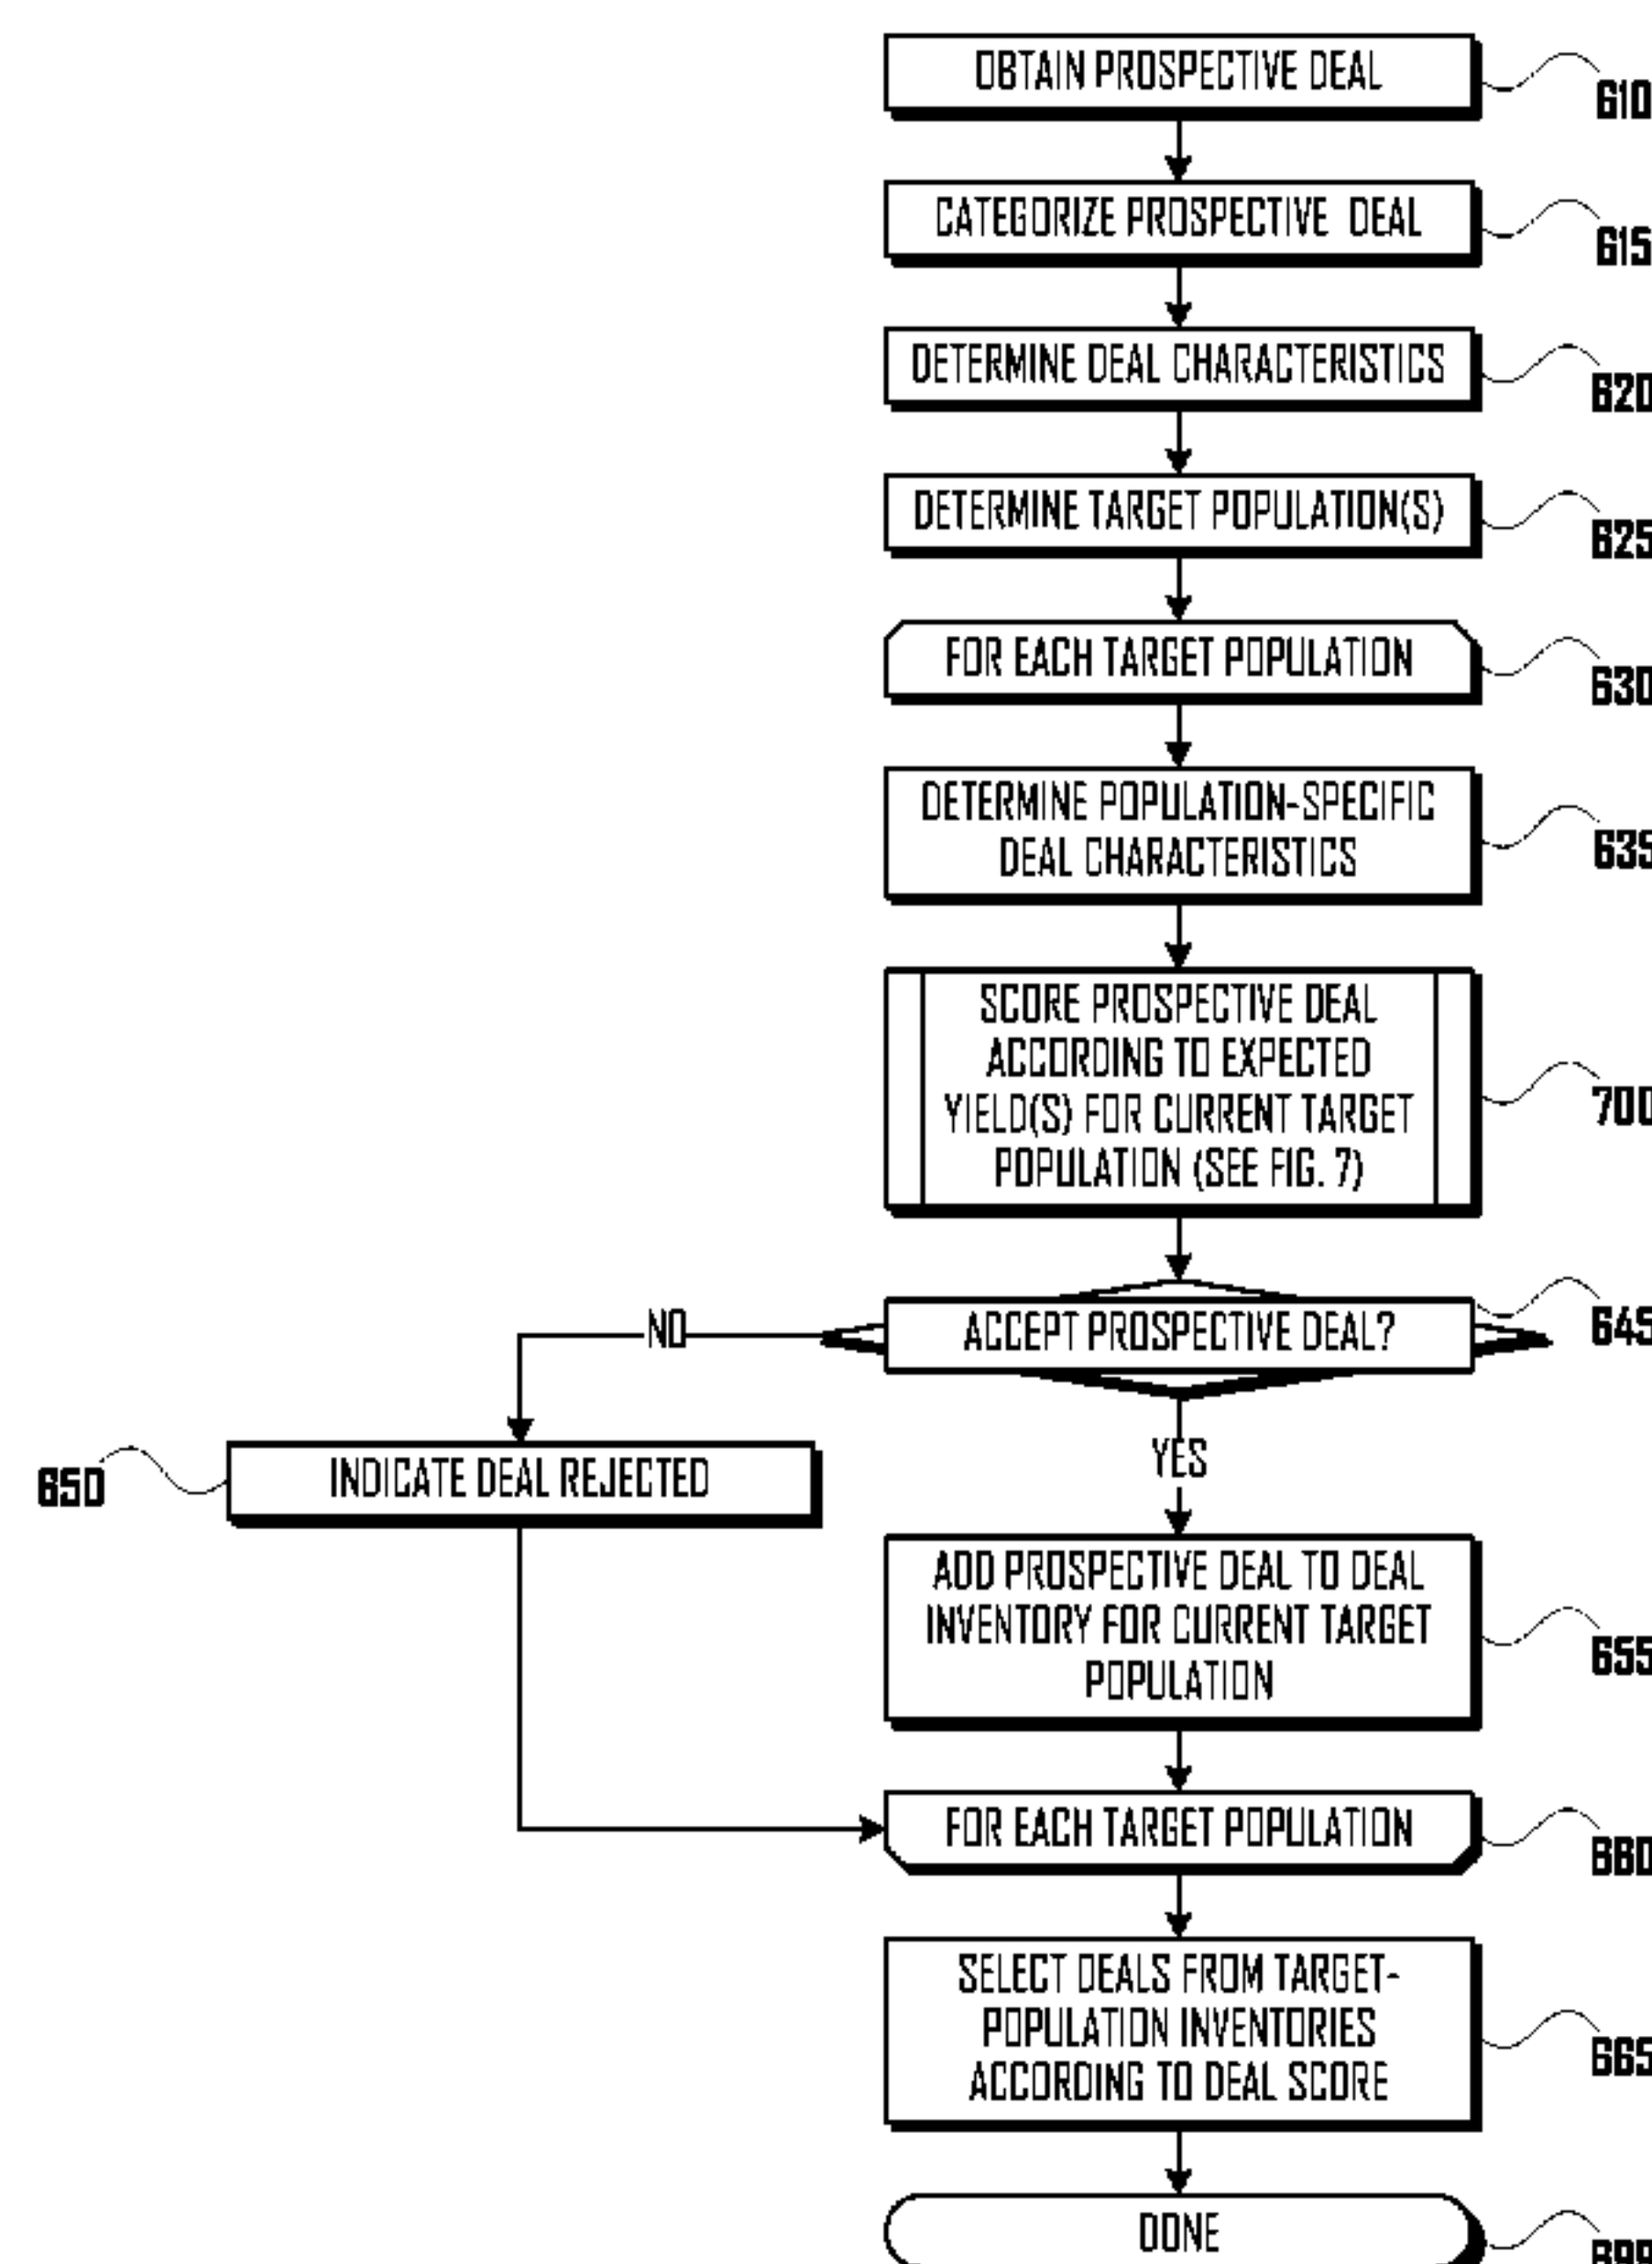 OBTAIN PROSPECTIVE DEAL
610
CATEGORIZE PROSPECTIVE DEAL
615
DETERMINE DEAL CHARACTERISTICS
620
DETERMINE TARGET POPULATION(S)
625
FOR EACH TARGET POPULATION
630
DETERMINE POPULATION-SPECIFIC
DEAL CHARACTERISTICS
635
SCORE PROSPECTIVE DEAL
ACCORDING TO EXPECTED
YIELD(S) FOR CURRENT TARGET
POPULATION (SEE FIG. 7)
700
ACCEPT PROSPECTIVE DEAL?
645
NO
YES
INDICATE DEAL REJECTED
650
ADD PROSPECTIVE DEAL TO DEAL
INVENTORY FOR CURRENT TARGET
POPULATION
655
FOR EACH TARGET POPULATION
660
SELECT DEALS FROM TARGET-
POPULATION INVENTORIES
ACCORDING TO DEAL SCORE
665
DONE